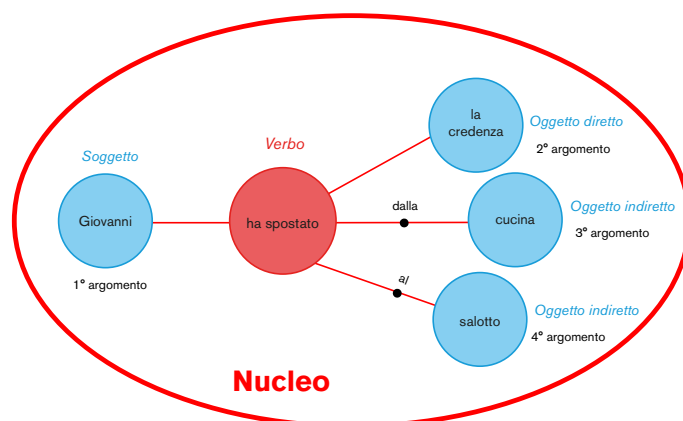 Soggetto
Giovanni
1° argomento
Verbo
ha spostato
la
credenza
Oggetto diretto
2° argomento
dalla
cucina
Oggetto indiretto
3° argomento
al
salotto
Oggetto indiretto
4° argomento
Nucleo